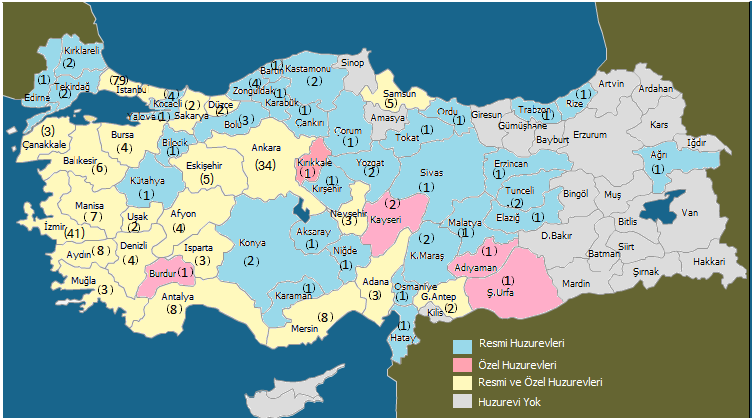 Kırklareli
(2)
(1)
Edirne
Tekirdağ
(2)
(79)
İstanbul
(4)
Kocaeli
Yalova
(1)
(2)
Sakarya
Düzce
(2)
Bolu
(3)
Zonguldak
(4)
Bartın
(1)
Karabük
(1)
Kastamonu
(2)
Çankırı
(1)
Sinop
Samsun
(5)
Amasya
Çorum
(1)
Tokat
(1)
Ordu
(1)
Giresun
Gümüşhane
Trabzon
(1)
Rize
(1)
Bayburt
Artvin
Ardahan
Kars
Erzurum
Iğdır
Ağrı
(1)
(3)
Çanakkale
Balıkesir
(6)
Bursa
(4)
Bilecik
(1)
Eskişehir
(5)
Ankara
(34)
Kırıkkale
(1)
Kırşehir
(1)
Yozgat
(2)
Sivas
(1)
Erzincan
(1)
Tunceli
(2)
Elazığ
(1)
Bingöl
Muş
Bitlis
Van
Kütahya
(1)
Manisa
(7)
Uşak
(2)
Afyon
(4)
İzmir
(41)
Aydın
(8)
Denizli
(4)
Muğla
(3)
Burdur
(1)
Isparta
(3)
Antalya
(8)
Konya
(2)
Aksaray
(1)
Nevşehir
(3)
Niğde
(1)
Kayseri
(2)
Karaman
(1)
Mersin
(8)
Adana
(3)
Osmaniye
(1)
Hatay
(1)
K.Maraş
(2)
Malatya
(1)
Adıyaman
(1)
G.Antep
(2)
Kilis
Ş.Urfa
(1)
D.Bakır
Batman
Siirt
Mardin
Şırnak
Hakkari
Resmi Huzurevleri
Özel Huzurevleri
Resmi ve Özel Huzurevleri
Huzurevi Yok